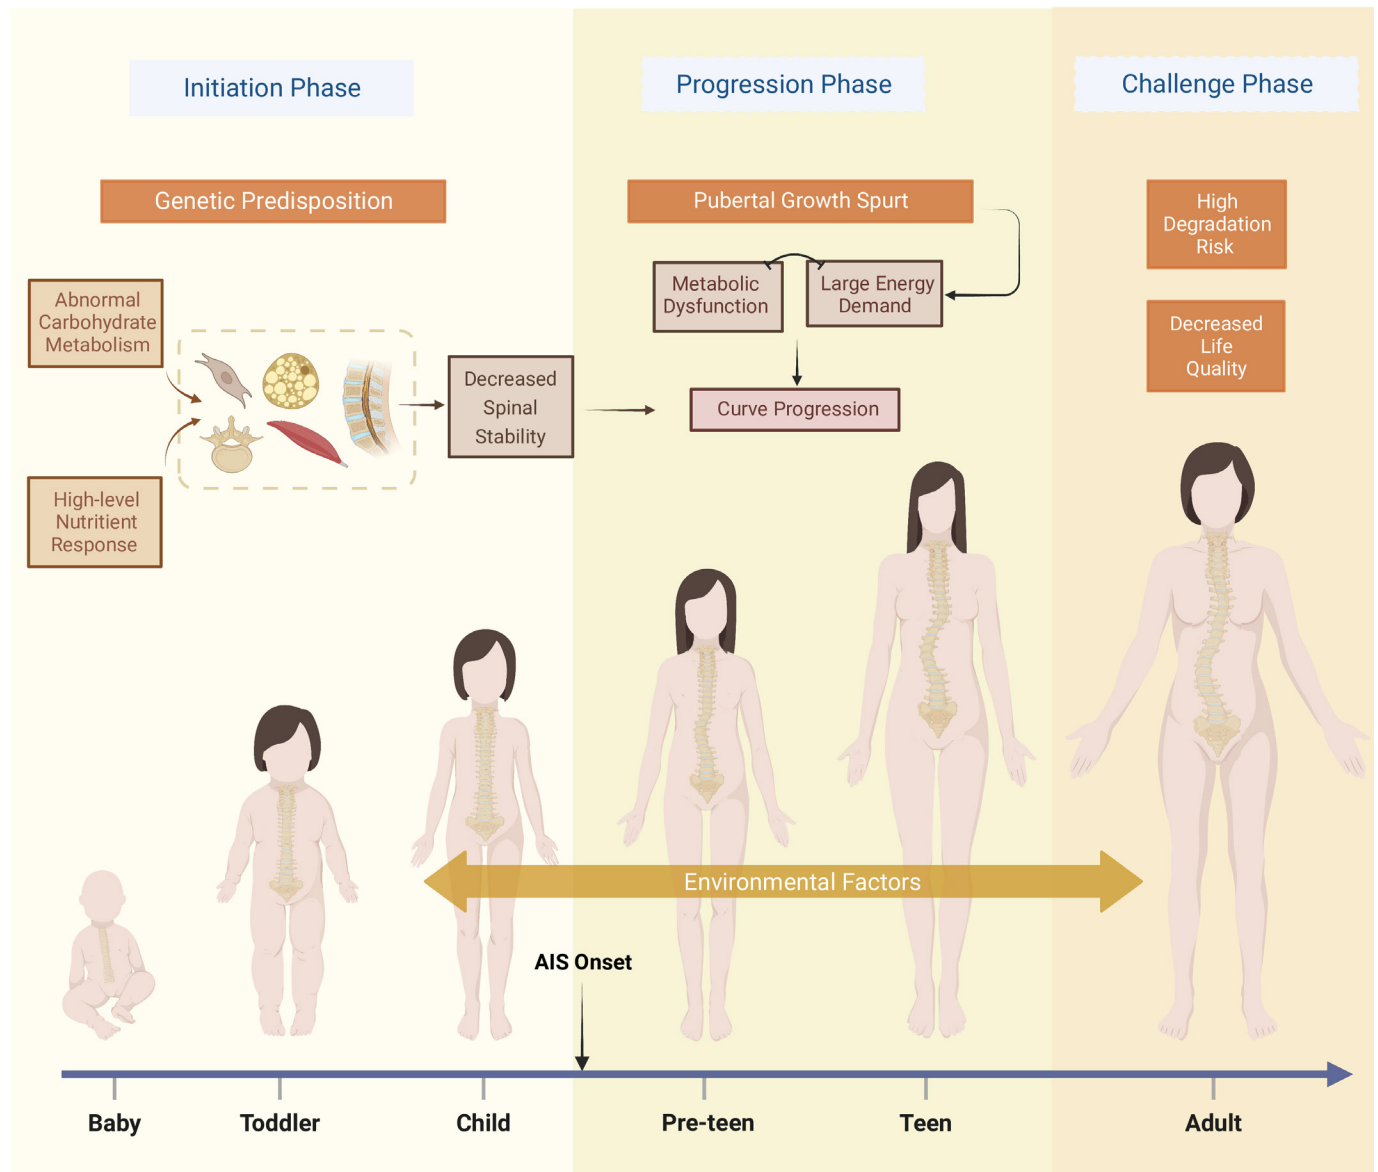 Initiation Phase
Progression Phase
Challenge Phase
Genetic Predisposition
Pubertal Growth Spurt
High
Degradation
Risk
Abnormal
Carbohydrate
Metabolism
Metabolic
Dysfunction
Large Energy
Demand
Decreased
Life
Quality
Decreased
Spinal
Stability
Curve Progression
High-level
Nutritient
Response
Environmental Factors
AIS Onset
Baby
Toddler
Child
Pre-teen
Teen
Adult